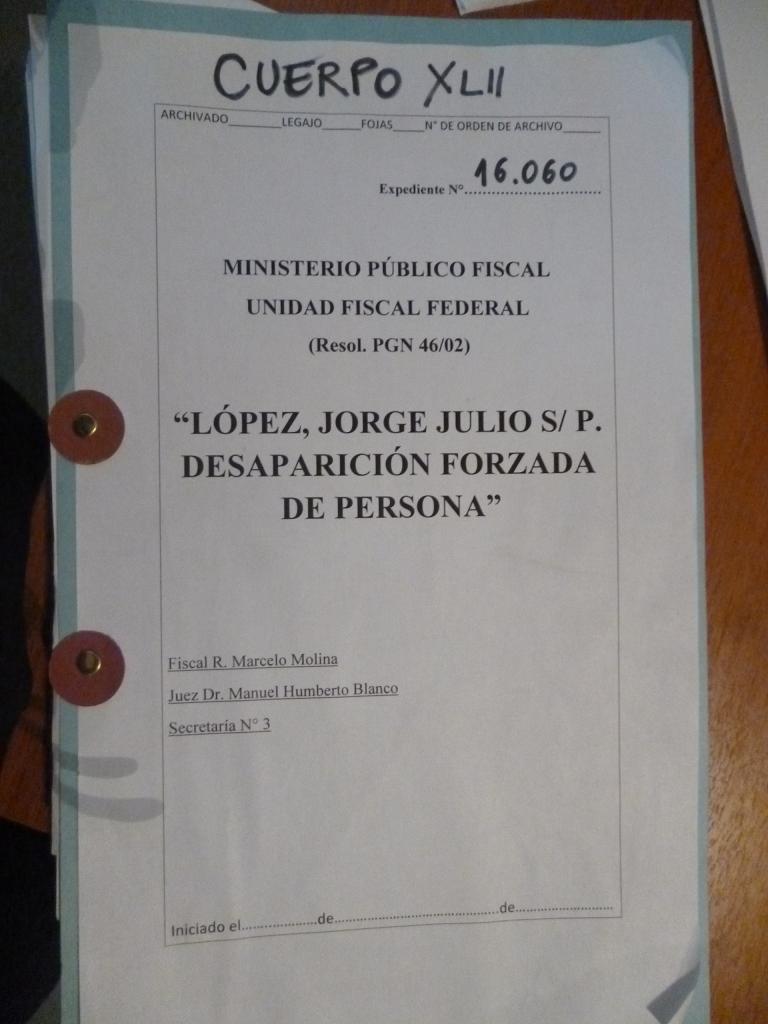 CUERPO XLII
ARCHIVADO________LEGAJO______FOJAS_____N° DE ORDEN DE ARCHIVO______
Expediente N°.16.060
MINISTERIO PÚBLICO FISCAL
UNIDAD FISCAL FEDERAL
(Resol. PGN 46/02)
“LÓPEZ, JORGE JULIO S/ P.
DESAPARICIÓN FORZADA
DE PERSONA”
Fiscal R. Marcelo Molina
Juez Dr. Manuel Humberto Blanco
Secretaría N° 3
Iniciado el....................de.............................................de..........................